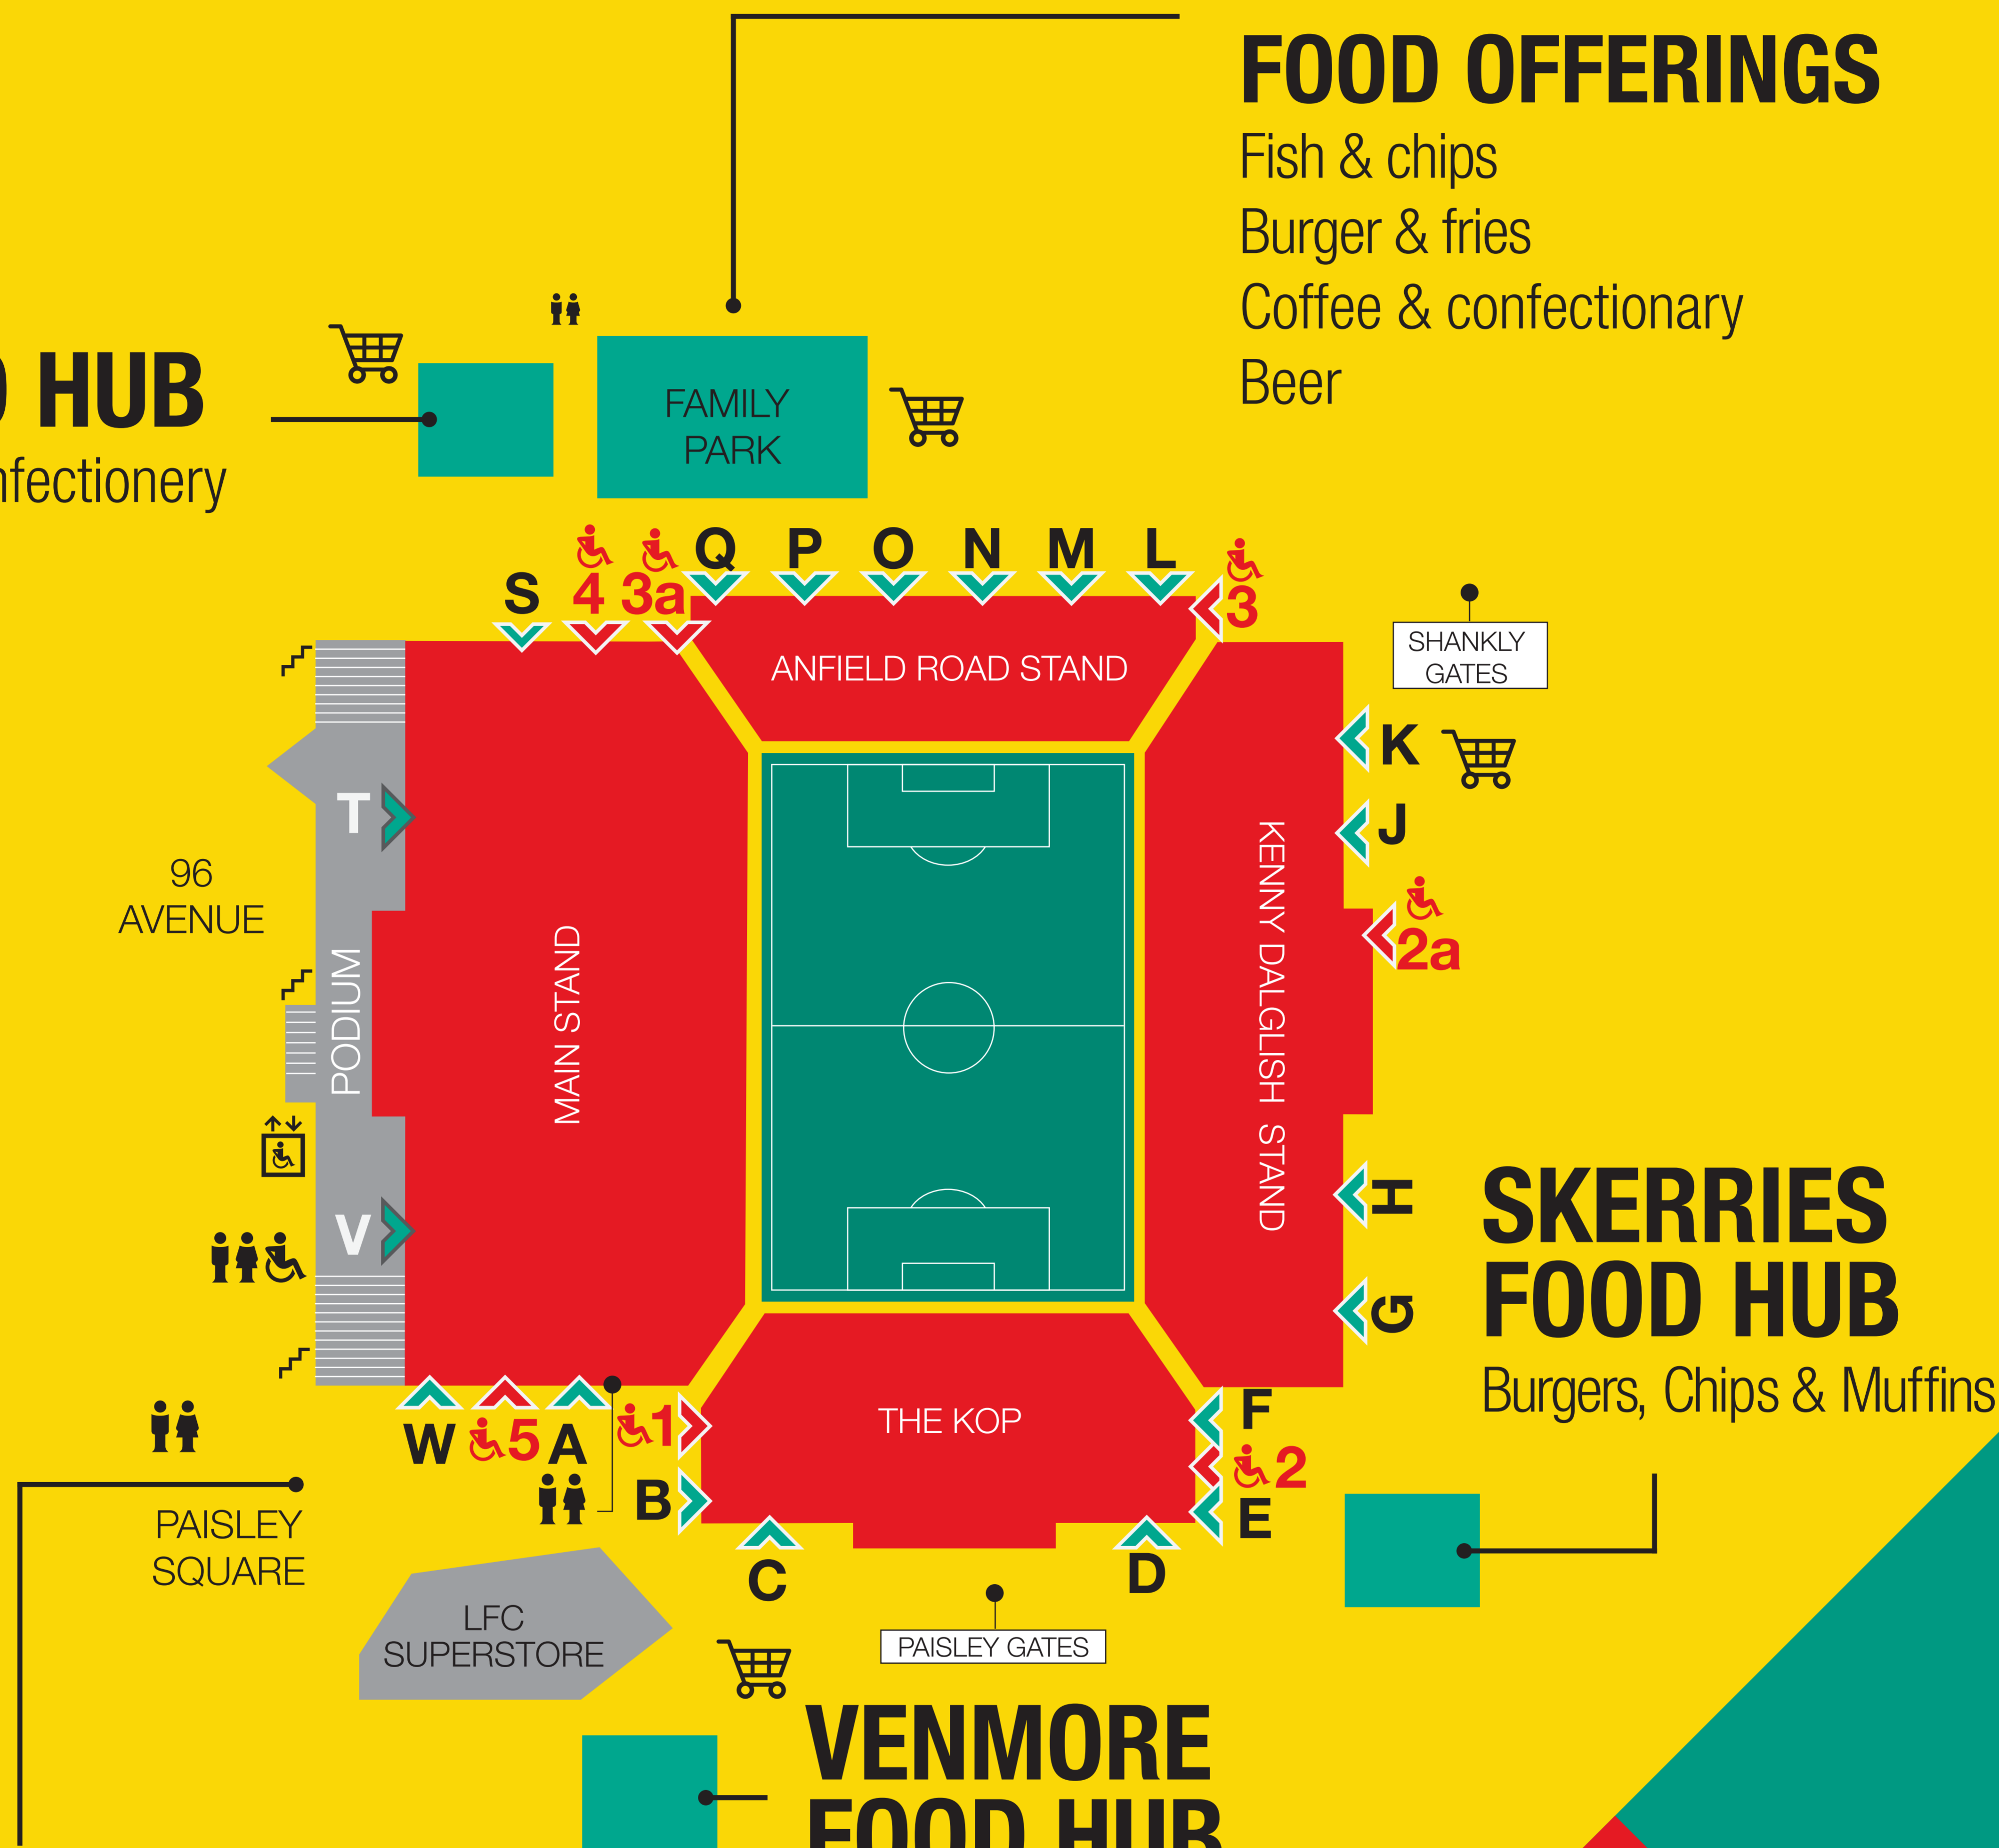 FOOD OFFERINGS
Fish & chips
Burger & fries
Coffee & confectionary
Beer
HUB
FAMILY
PARK
S
4
3a
Q
P
O
N
M
L
3
ANFIELD ROAD STAND
SHANKLY
GATES
K
J
2a
T
96
AVENUE
PODIUM
MAIN STAND
KENNY DALGLISH STAND
V
H
G
SKERRIES
FOOD HUB
Burgers, Chips & Muffins
W
5
A
1
B
THE KOP
F
2
E
C
D
PAISLEY
SQUARE
LFC
SUPERSTORE
PAISLEY GATES
VENMORE
FOOD HUB